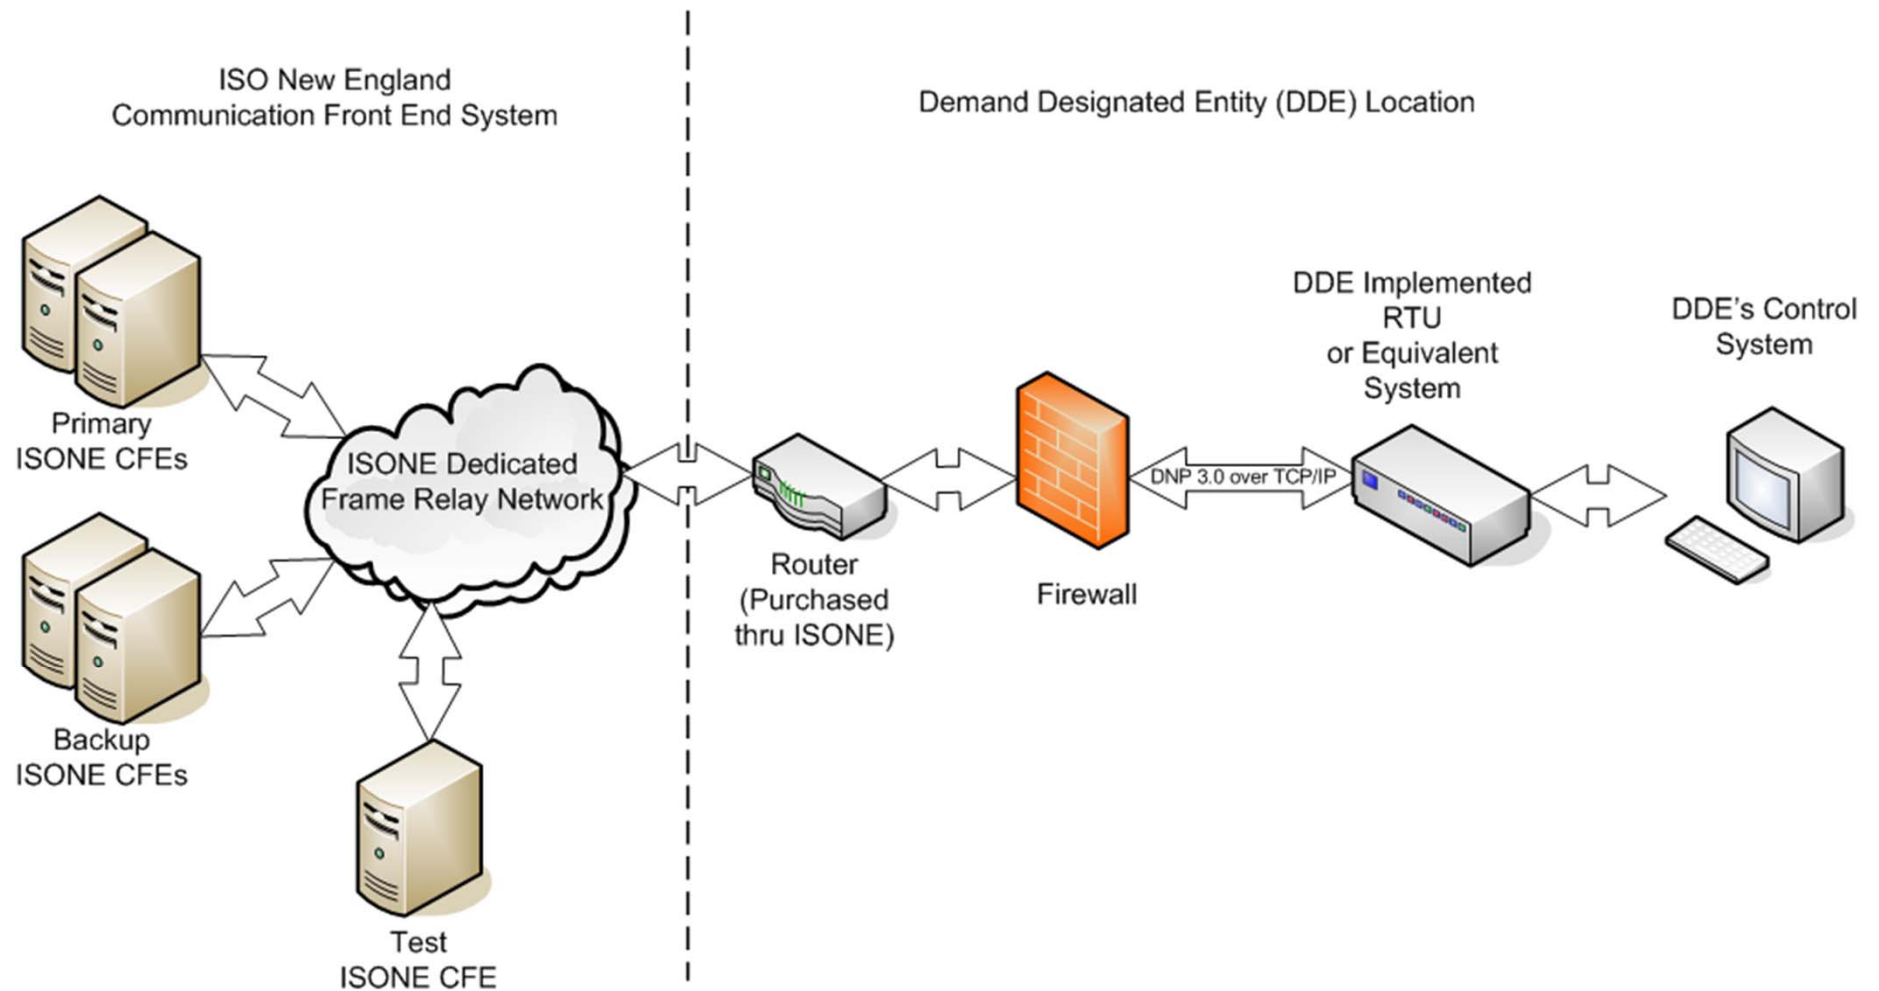 ISO New England
Communication Front End System
Demand Designated Entity (DDE) Location
Primary
ISONE CFEs
ISONE Dedicated
Frame Relay Network
Backup
ISONE CFEs
Test
ISONE CFE
Router
(Purchased
thru ISONE)
Firewall
DNP 3.0 over TCP/IP
DDE Implemented
RTU
or Equivalent
System
DDE's Control
System